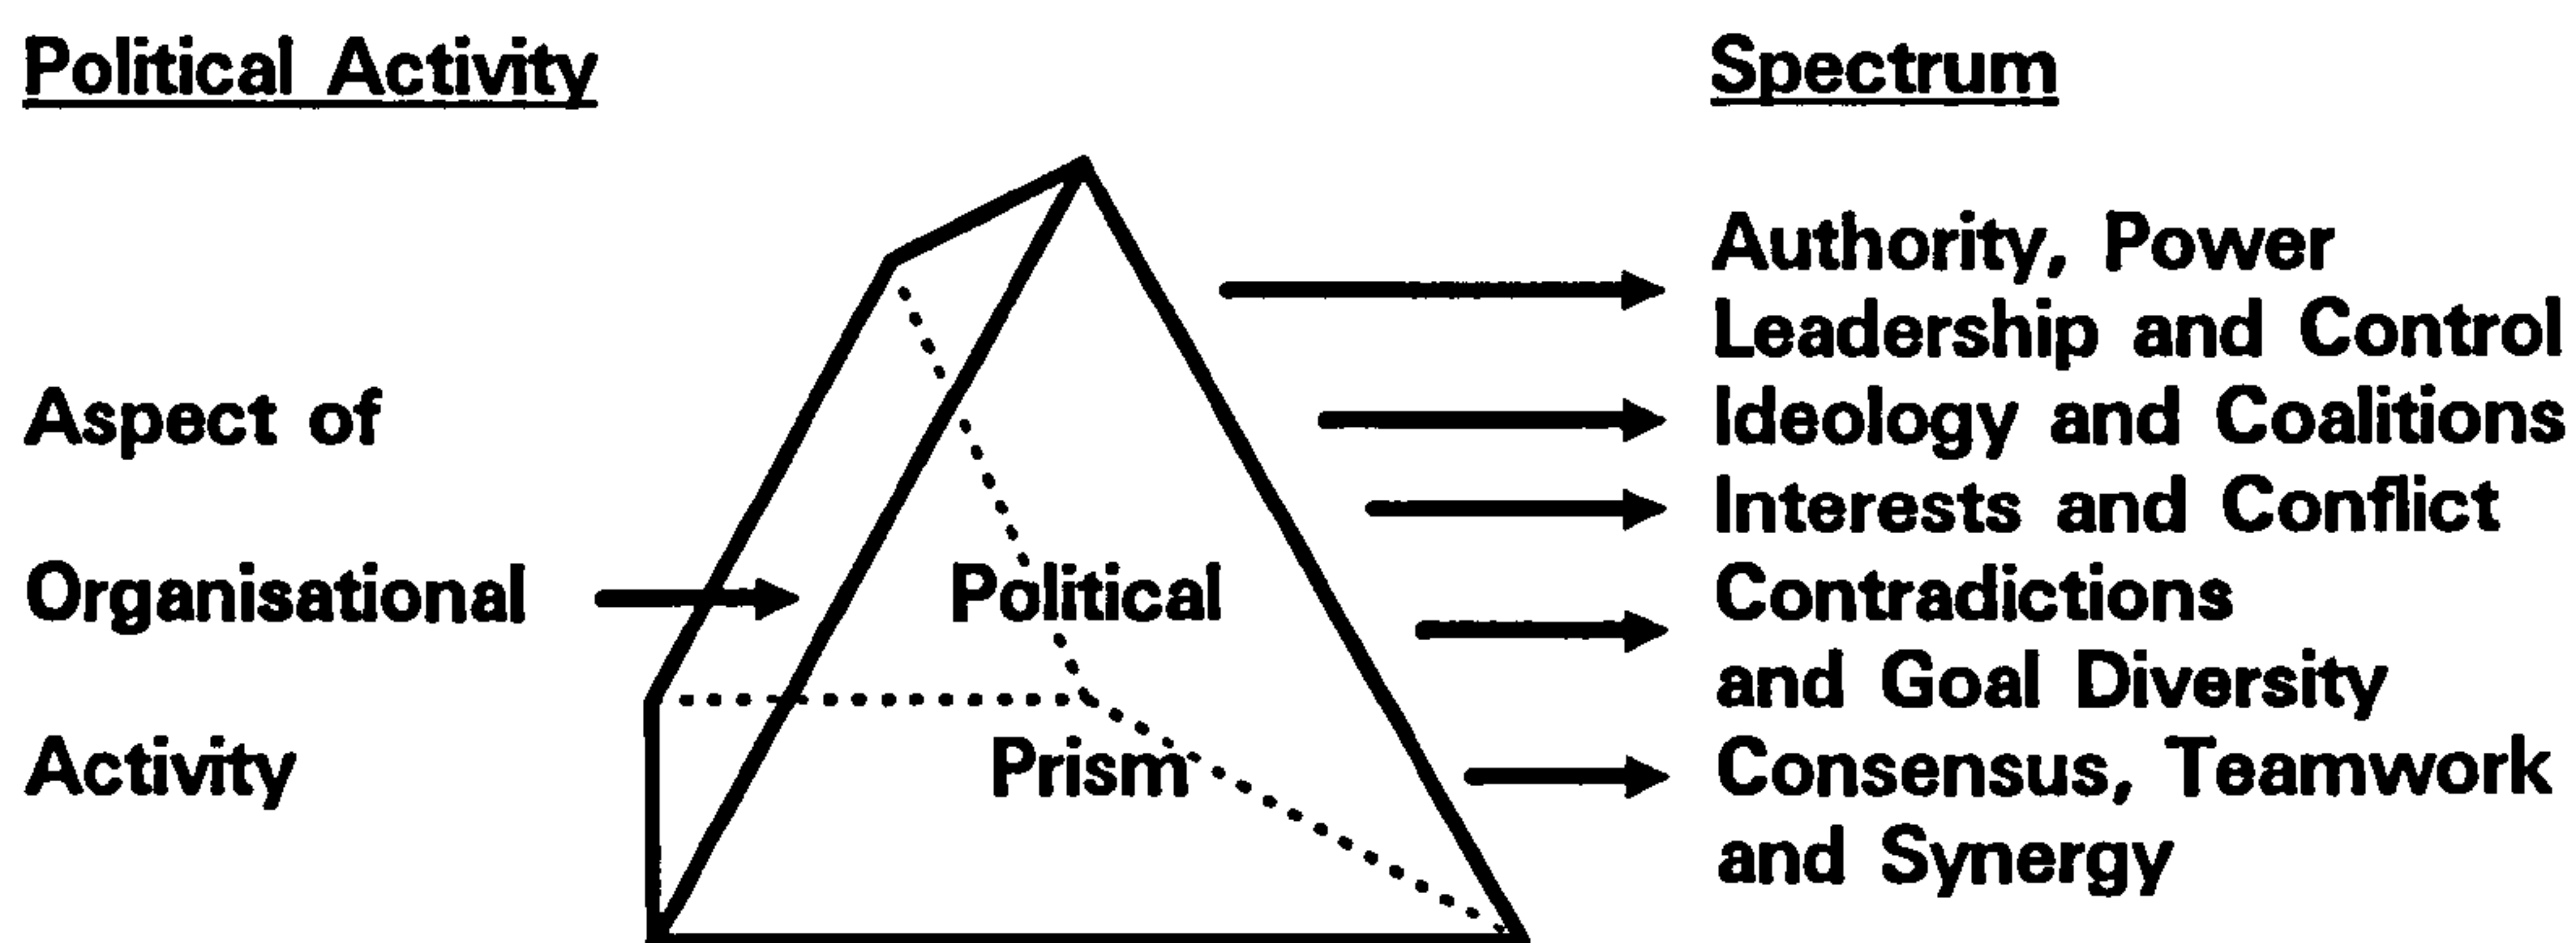 Political Activity
Spectrum
Aspect of
Organisational
Activity
Political
Prism
Authority, Power
Leadership and Control
Ideology and Coalitions
Interests and Conflict
Contradictions
and Goal Diversity
Consensus, Teamwork
and Synergy